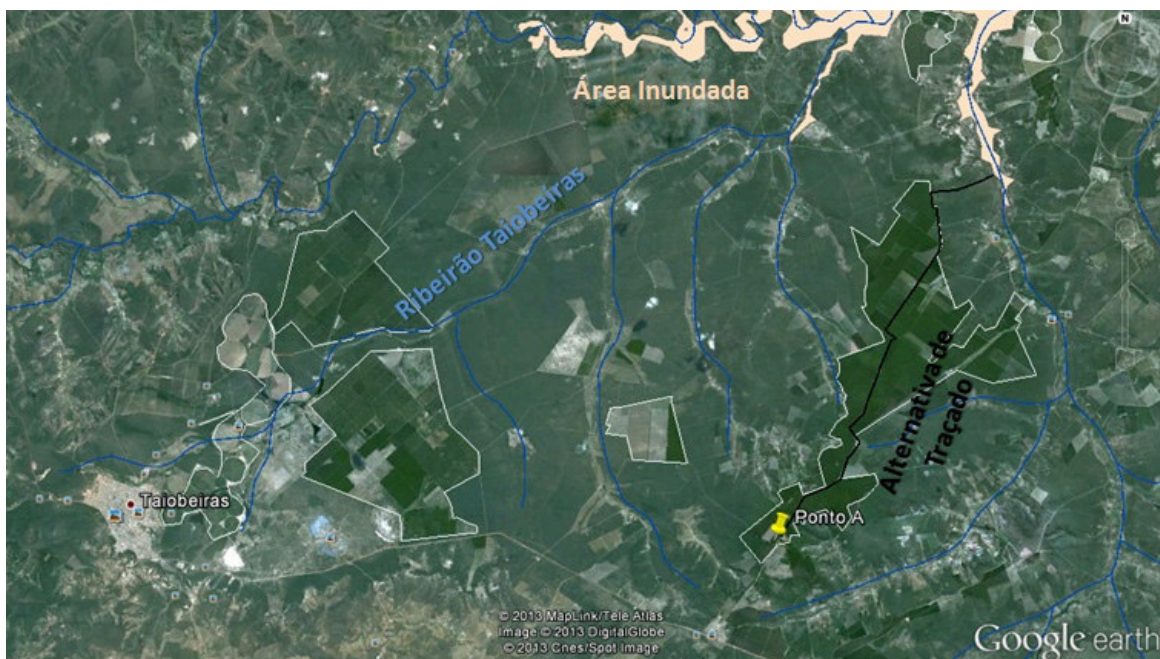 N
Área Inundada
Ribeirão Taiobeiras
Alternativa de
Traçado
Taiobeiras
Ponto A
© 2013 MapLink/Tele Atlas
Image © 2013 DigitalGlobe
© 2013 Cnes/Spot Image
Google earth